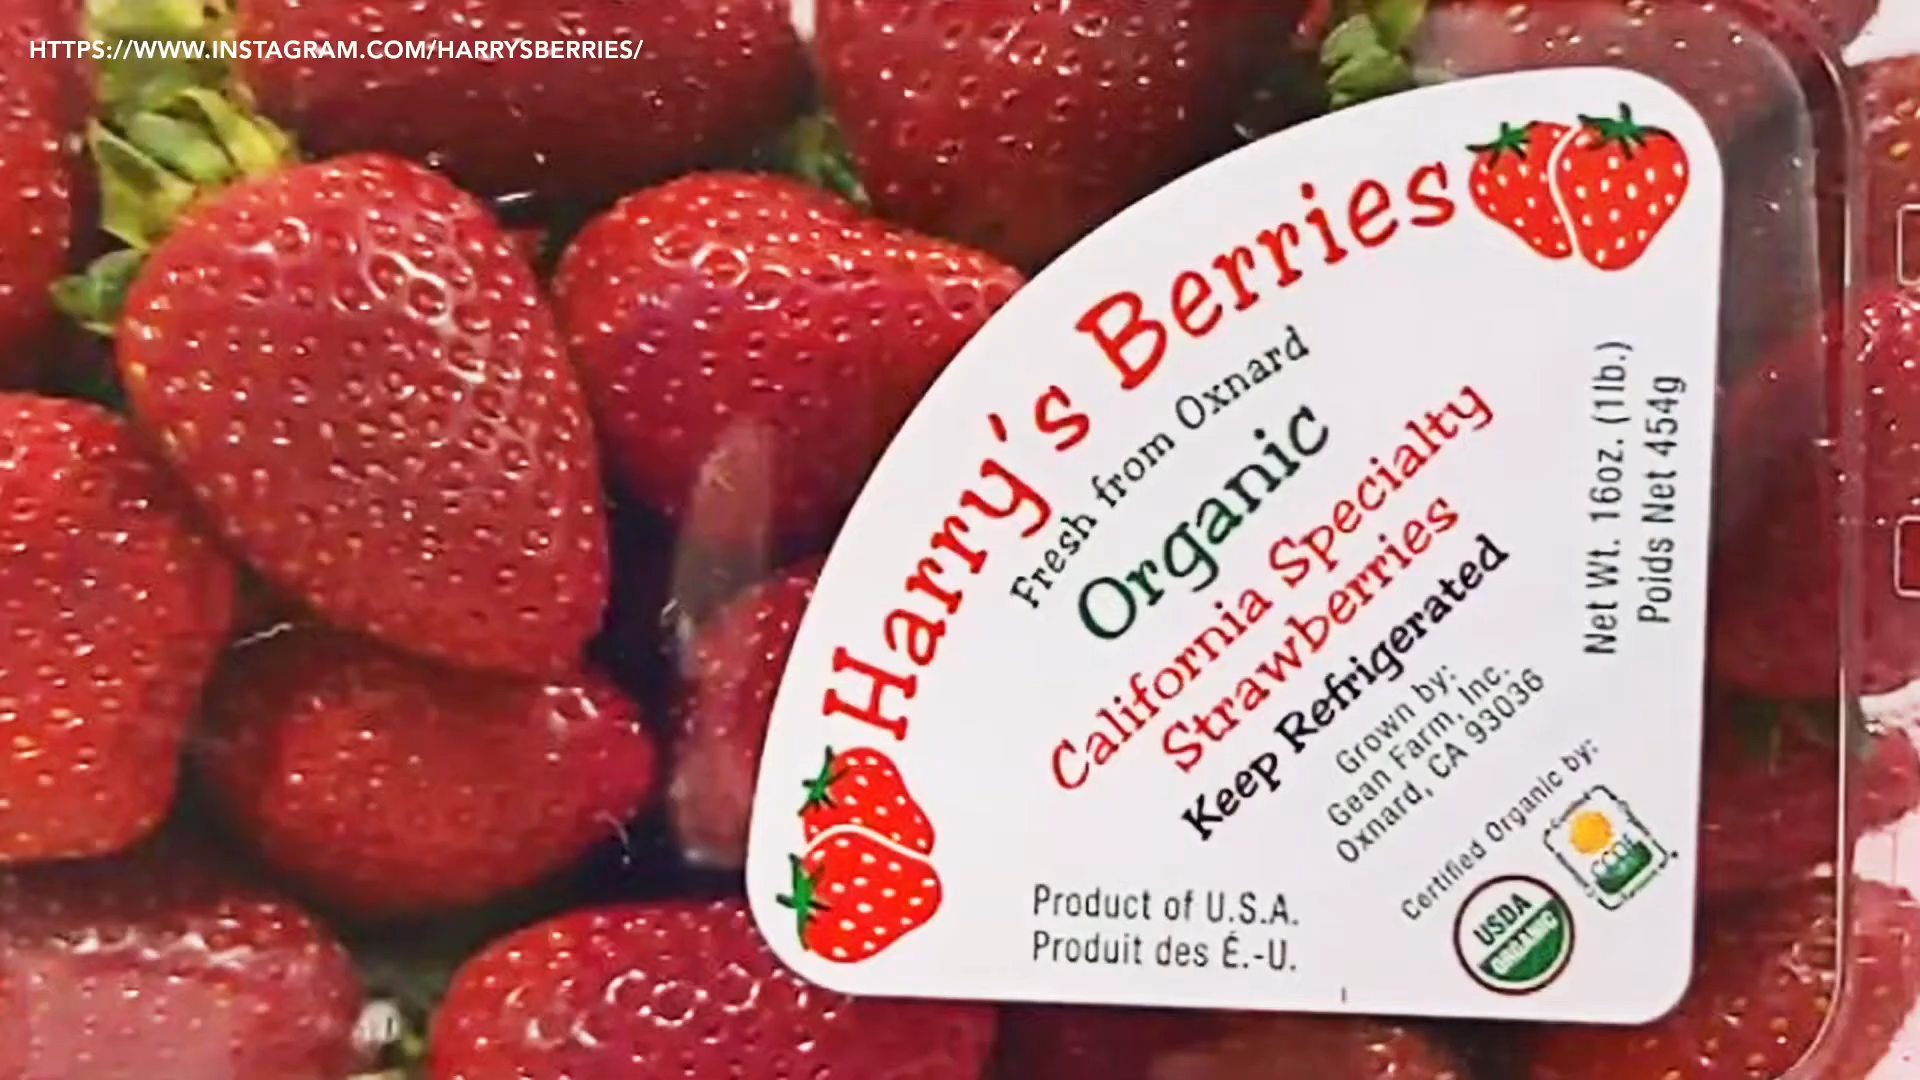 HTTPS://WWW.INSTAGRAM.COM/HARRYSBERRIES/
Harry's Berries
Fresh from Oxnard
Organic
California Specialty
Strawberries
Keep Refrigerated
Grown by:
Gean Farm, Inc.
Oxnard, CA 93036
Net Wt. 16oz. (1lb.)
Poids Net 454g
Certified Organic by:
CCOF
USDA
ORGANIC
Product of U.S.A.
Produit des É.-U.